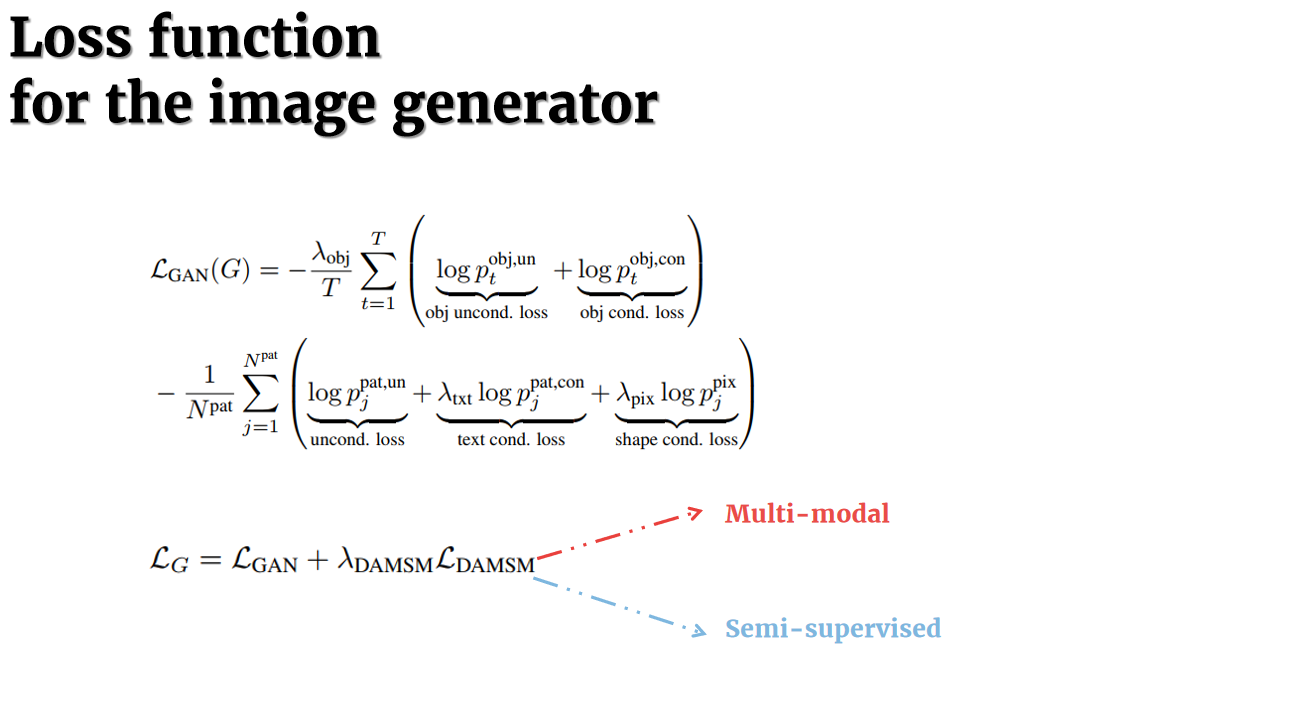 Loss function
for the image generator
$\mathcal{L}_{\text{GAN}}(G) = -\frac{\lambda_{\text{obj}}}{T} \sum_{t=1}^{T} \left( \underbrace{\log p_t^{\text{obj,un}}}_{\text{obj uncond. loss}} + \underbrace{\log p_t^{\text{obj,con}}}_{\text{obj cond. loss}} \right)$
$- \frac{1}{N^{\text{pat}}} \sum_{j=1}^{N^{\text{pat}}} \left( \underbrace{\log p_j^{\text{pat,un}}}_{\text{uncond. loss}} + \underbrace{\lambda_{\text{txt}} \log p_j^{\text{pat,con}}}_{\text{text cond. loss}} + \underbrace{\lambda_{\text{pix}} \log p_j^{\text{pix}}}_{\text{shape cond. loss}} \right)$
Multi-modal
$\mathcal{L}_G = \mathcal{L}_{\text{GAN}} + \lambda_{\text{DAMSM}} \mathcal{L}_{\text{DAMSM}}$
Semi-supervised